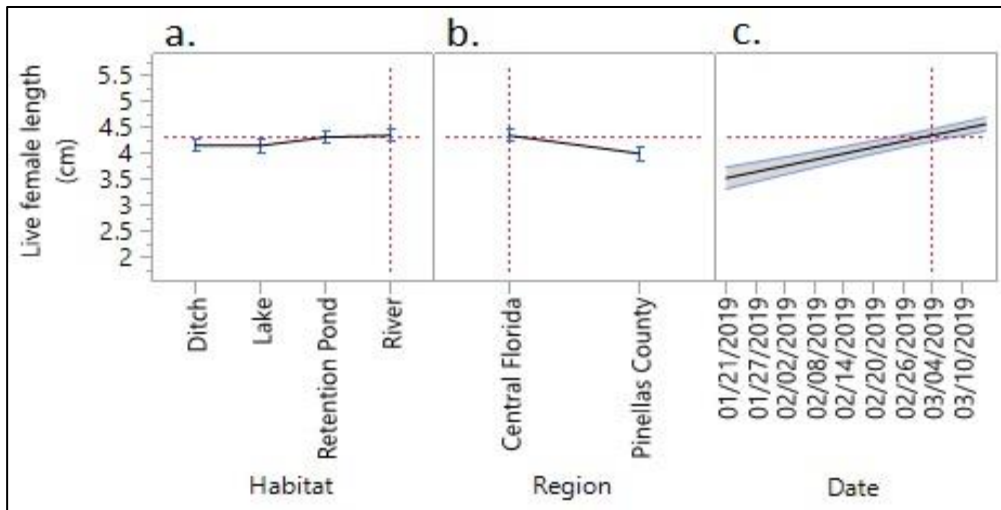 a.
b.
c.
Live female length
(cm)
5.5
5
4.5
4
3.5
3
2.5
2
Ditch
Lake
Retention Pond
River
Central Florida
Pinellas County
01/21/2019
01/27/2019
02/02/2019
02/08/2019
02/14/2019
02/20/2019
02/26/2019
03/04/2019
03/10/2019
Habitat
Region
Date